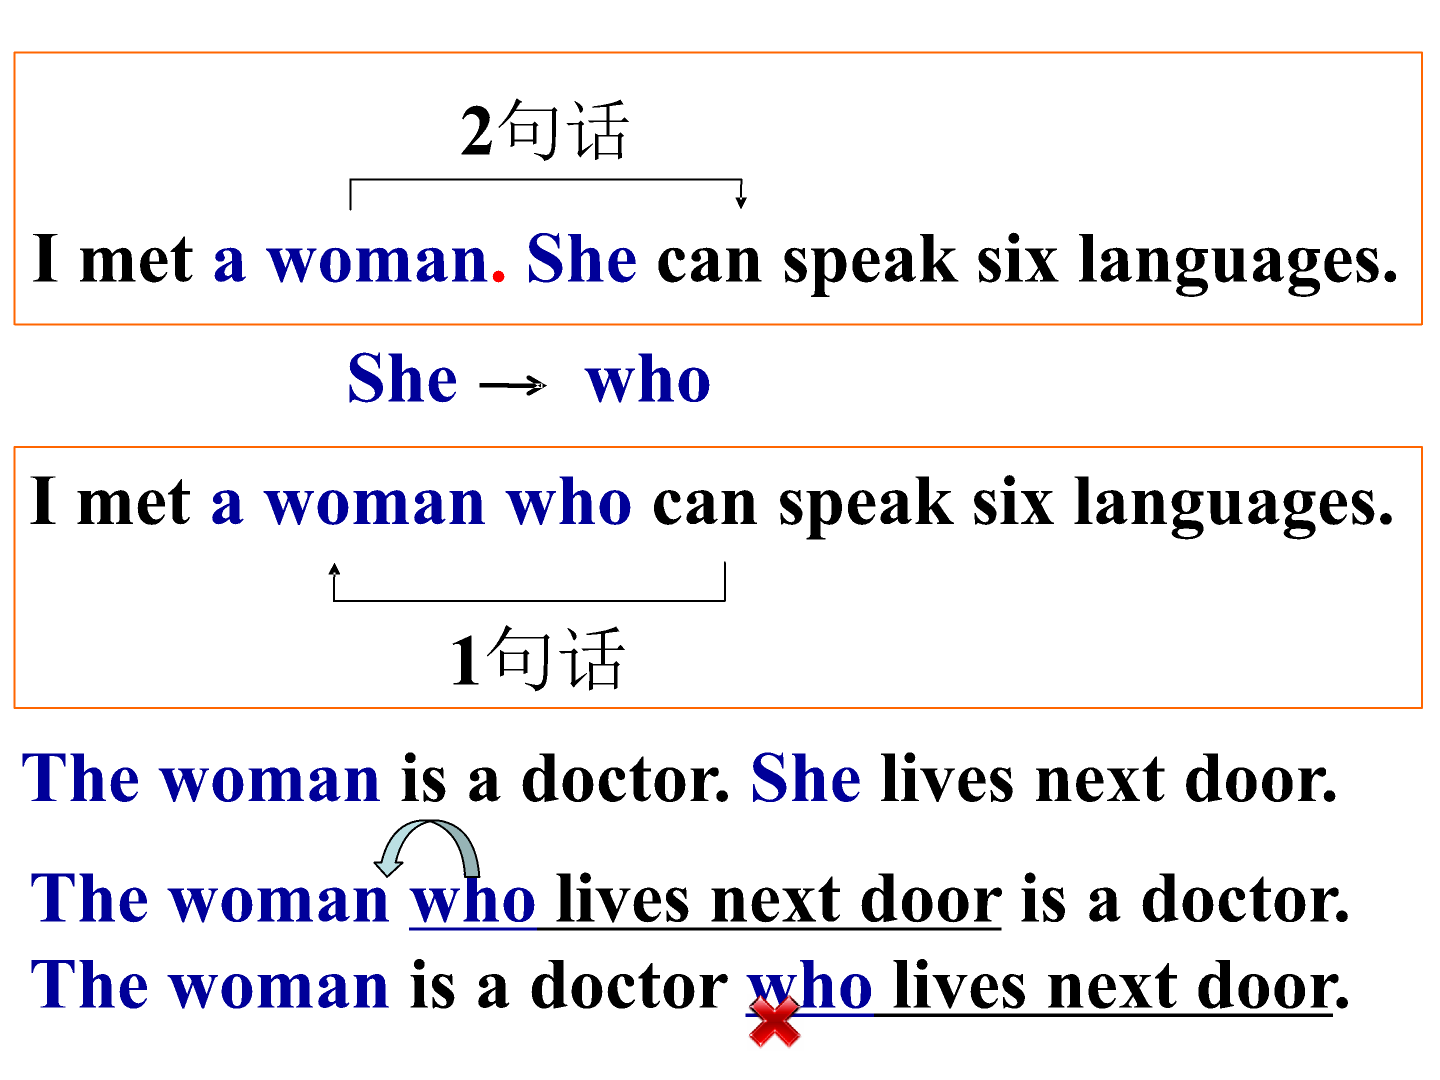 2句话
I met a woman. She can speak six languages.
She → who
I met a woman who can speak six languages.
1句话
The woman is a doctor. She lives next door.
The woman who lives next door is a doctor.
The woman is a doctor who lives next door.